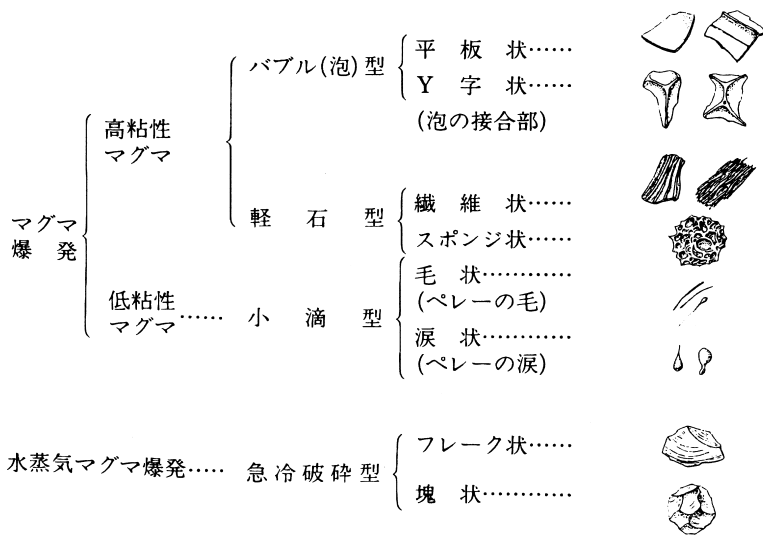 マグマ
爆 発
高粘性
マグマ
バブル(泡)型
平 板 状……
Y 字 状……
(泡の接合部)
軽 石 型
繊 維 状……
スポンジ状……
低粘性
マグマ……
小 滴 型
毛 状…………
(ペレーの毛)
涙 状…………
(ペレーの涙)
水蒸気マグマ爆発……
急冷破砕型
フレーク状……
塊 状…………